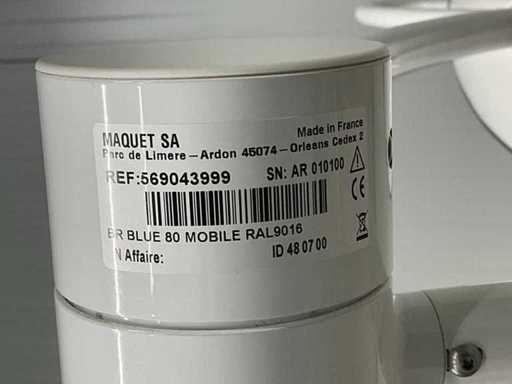 MAQUET SA Made in France
Parc de Limere – Ardon 45074 – Orleans Cedex 2
REF:569043999 SN: AR 010100
BR BLUE 80 MOBILE RAL9016
N Affaire: ID 48 07 00